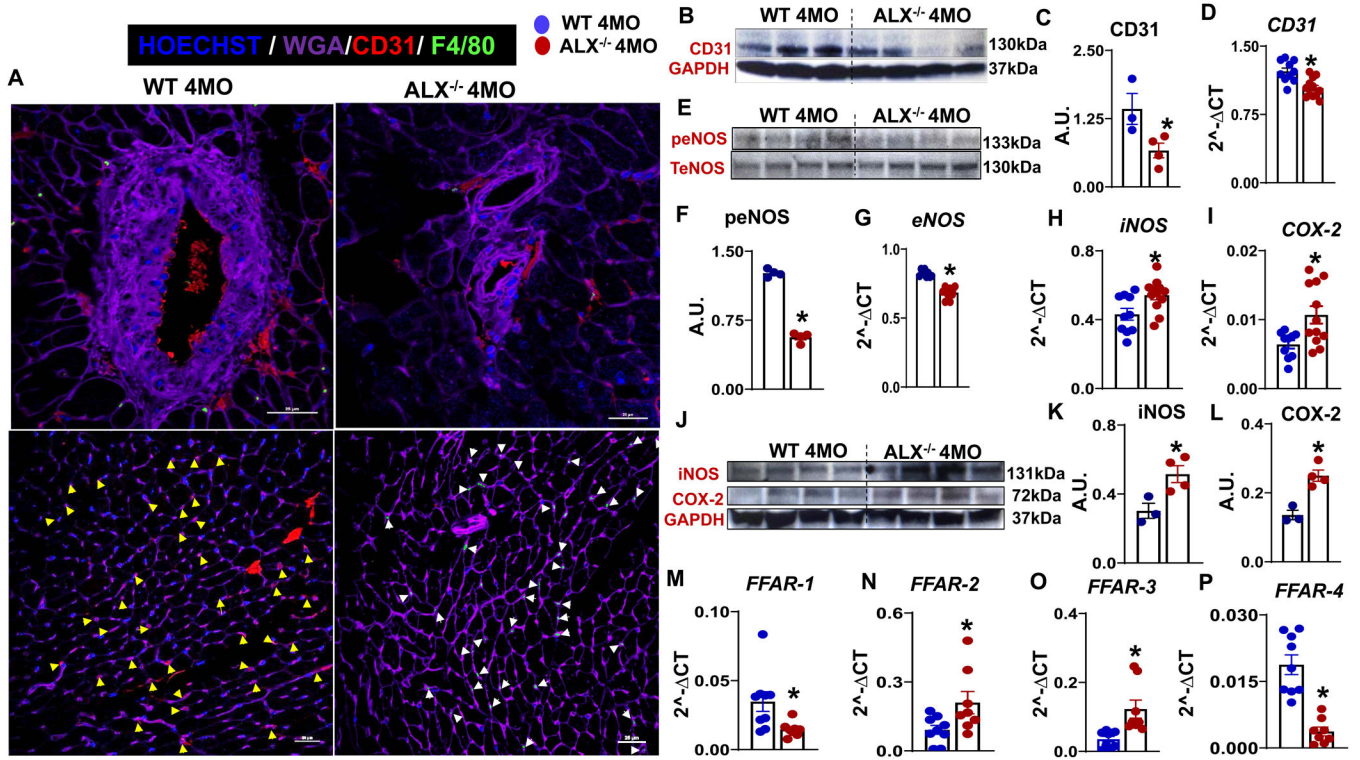 HOECHST / WGA/CD31/ F4/80
WT 4MO
ALX-/- 4MO
A
WT 4MO
ALX-/- 4MO
B
WT 4MO
ALX-/- 4MO
CD31
130kDa
GAPDH
37kDa
C
CD31
A.U.
2.50
1.25
0.00
*
D
CD31
2^-ΔCT
1.50
0.75
0.00
*
E
WT 4MO
ALX-/- 4MO
peNOS
133kDa
TeNOS
130kDa
F
peNOS
A.U.
1.50
0.75
0.00
*
G
eNOS
2^-ΔCT
1.0
0.5
0.0
*
H
iNOS
2^-ΔCT
0.8
0.4
0.0
*
I
COX-2
2^-ΔCT
0.02
0.01
0.00
*
J
WT 4MO
ALX-/- 4MO
iNOS
131kDa
COX-2
72kDa
GAPDH
37kDa
K
iNOS
A.U.
0.8
0.4
0.0
*
L
COX-2
A.U.
0.4
0.2
0.0
*
M
FFAR-1
2^-ΔCT
0.10
0.05
0.00
*
N
FFAR-2
2^-ΔCT
0.6
0.3
0.0
*
O
FFAR-3
2^-ΔCT
0.4
0.2
0.0
*
P
FFAR-4
2^-ΔCT
0.030
0.015
0.000
*